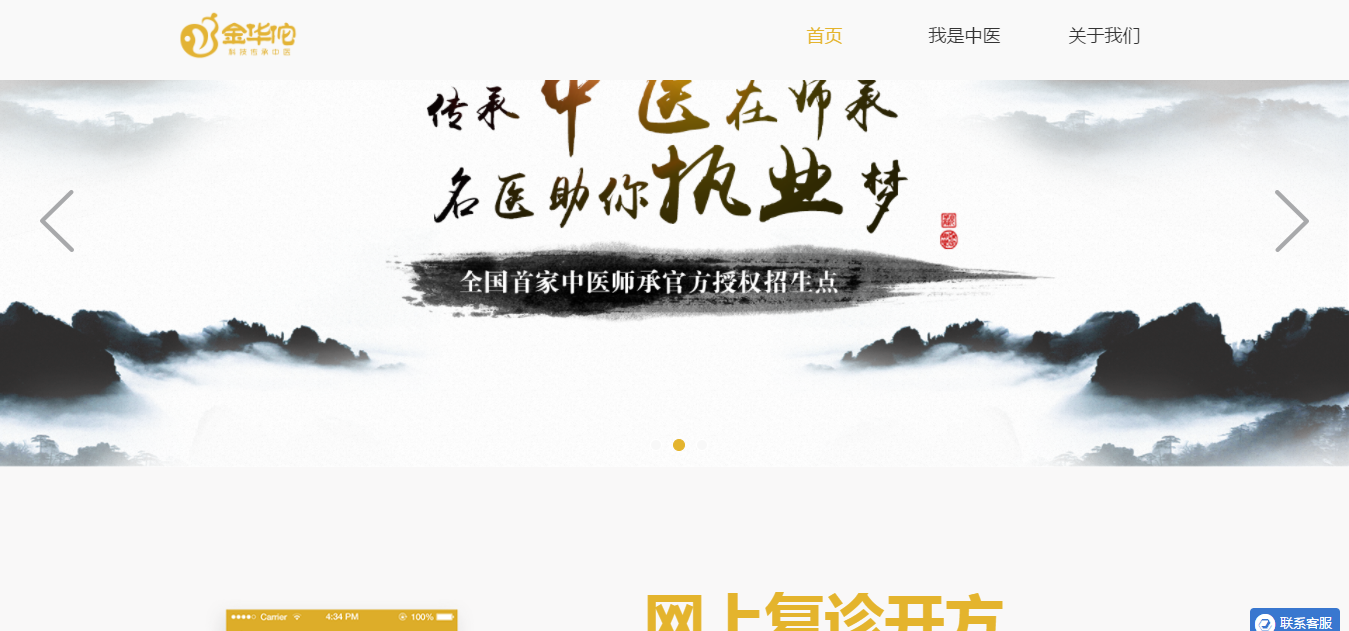 金华佗
科技传承中医
首页
我是中医
关于我们
传承中医在师承
名医助你执业梦
全国首家中医师承官方授权招生点
Carrier
4:34 PM
100%
网上复诊开方
联系客服